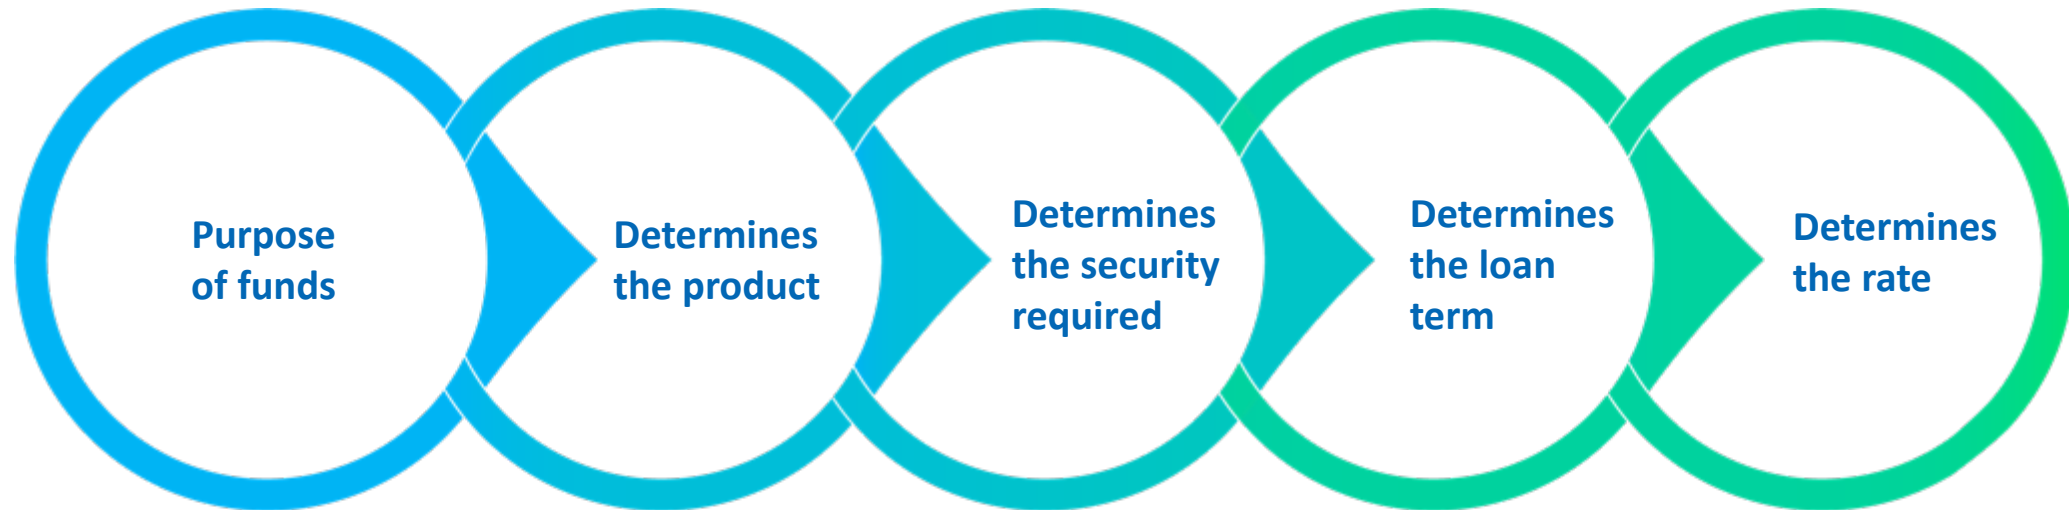 Purpose
of funds
Determines
the product
Determines
the security
required
Determines
the loan
term
Determines
the rate